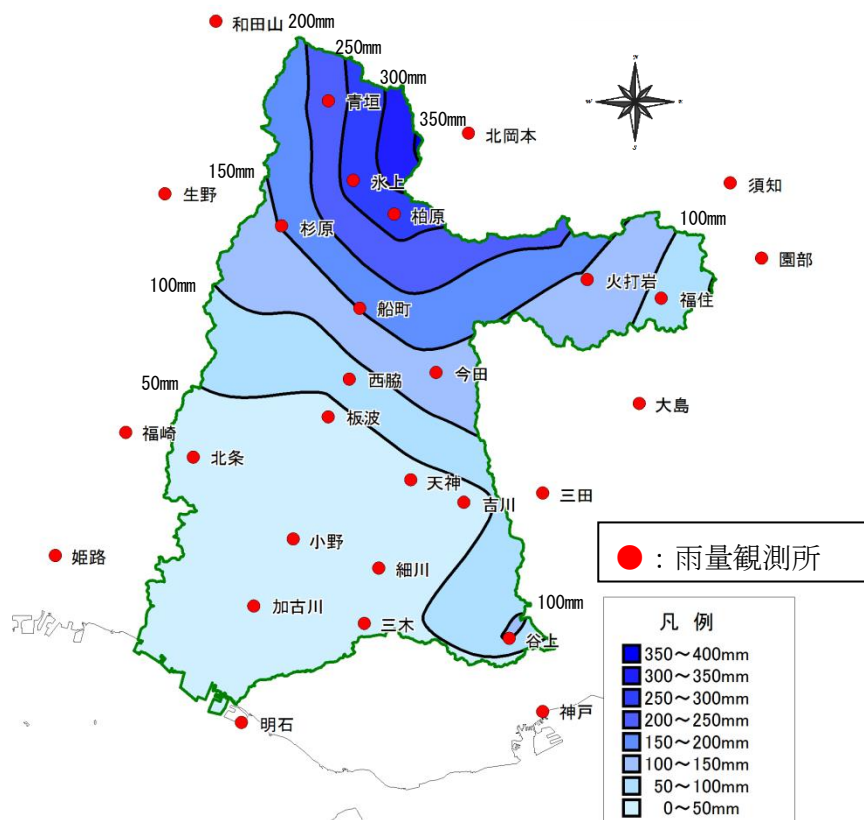 200mm
和田山
250mm
300mm
青垣
350mm
北岡本
N
W
E
S
150mm
生野
氷上
須知
柏原
杉原
100mm
園部
火打岩
100mm
福住
船町
西脇
今田
50mm
大島
板波
福崎
北条
天神
三田
吉川
小野
姫路
細川
●：雨量観測所
加古川
100mm
三木
谷上
凡 例
350～400mm
300～350mm
250～300mm
200～250mm
150～200mm
100～150mm
50～100mm
0～50mm
明石
神戸